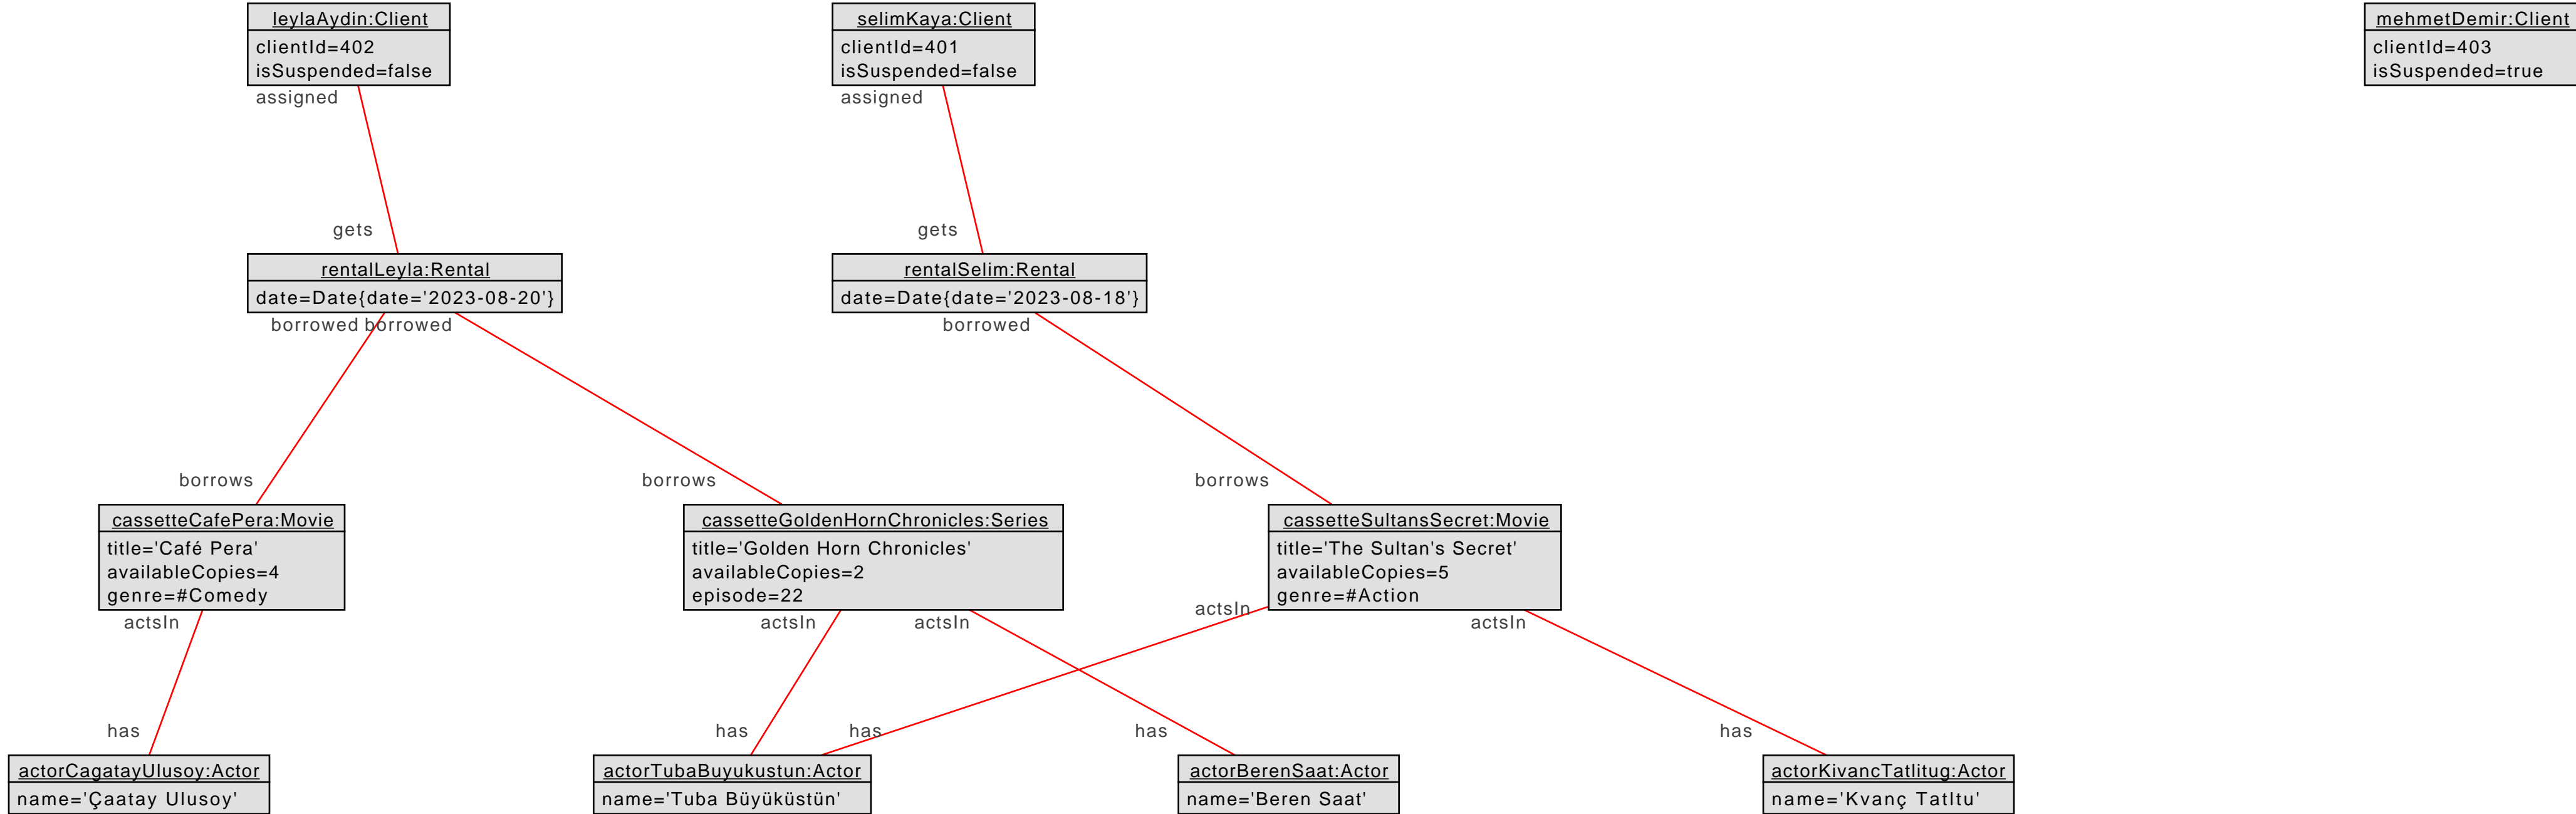 leylaAydin:Client
clientId=402
isSuspended=false
assigned
selimKaya:Client
clientId=401
isSuspended=false
assigned
mehmetDemir:Client
clientId=403
isSuspended=true
gets
gets
rentalLeyla:Rental
date=Date{date='2023-08-20'}
borrowed borrowed
rentalSelim:Rental
date=Date{date='2023-08-18'}
borrowed
borrows
borrows
borrows
cassetteCafePera:Movie
title='Café Pera'
availableCopies=4
genre=#Comedy
actsIn
cassetteGoldenHornChronicles:Series
title='Golden Horn Chronicles'
availableCopies=2
episode=22
actsIn
actsIn
cassetteSultansSecret:Movie
title='The Sultan's Secret'
availableCopies=5
genre=#Action
actsIn
actsIn
has
has
has
has
has
actorCagatayUlusoy:Actor
name='Çaatay Ulusoy'
actorTubaBuyukustun:Actor
name='Tuba Büyüküstün'
actorBerenSaat:Actor
name='Beren Saat'
actorKivancTatlitug:Actor
name='Kvanç Tatltu'